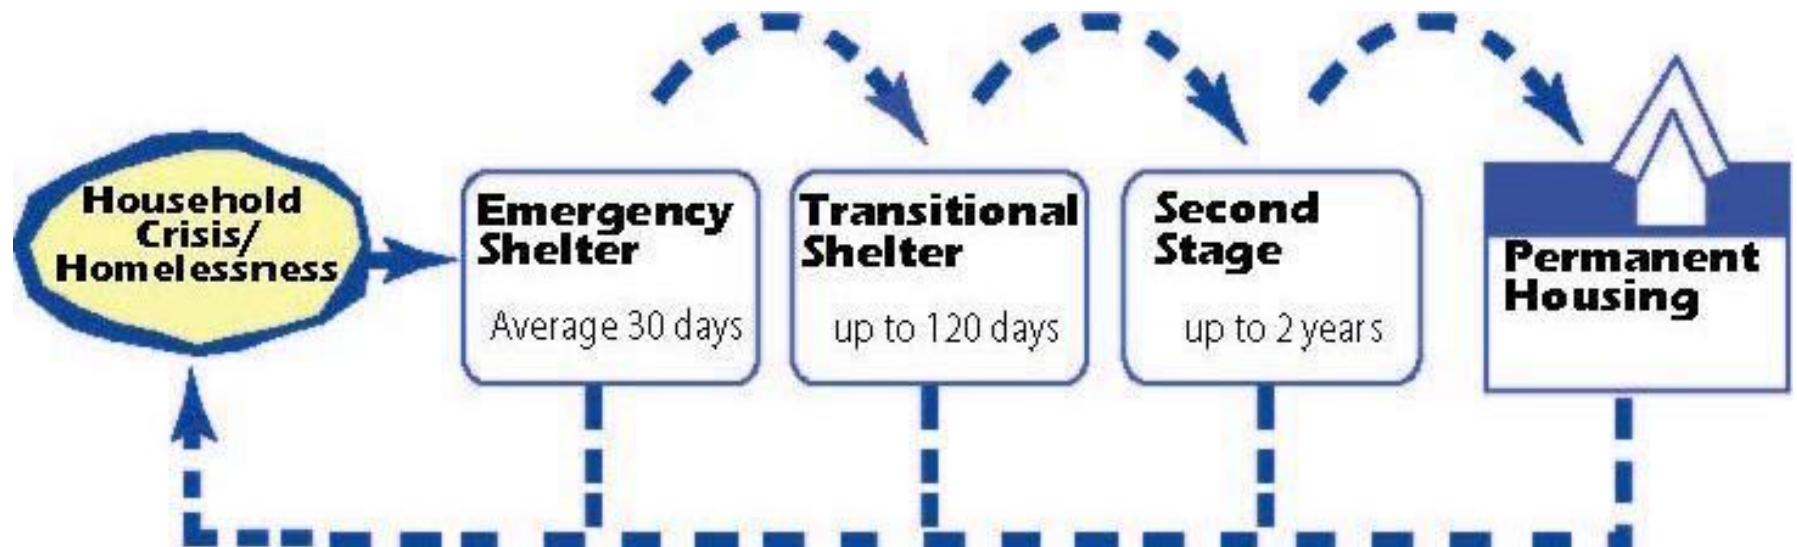 Household
Crisis/
Homelessness
Emergency
Shelter
Average 30 days
Transitional
Shelter
up to 120 days
Second
Stage
up to 2 years
Permanent
Housing